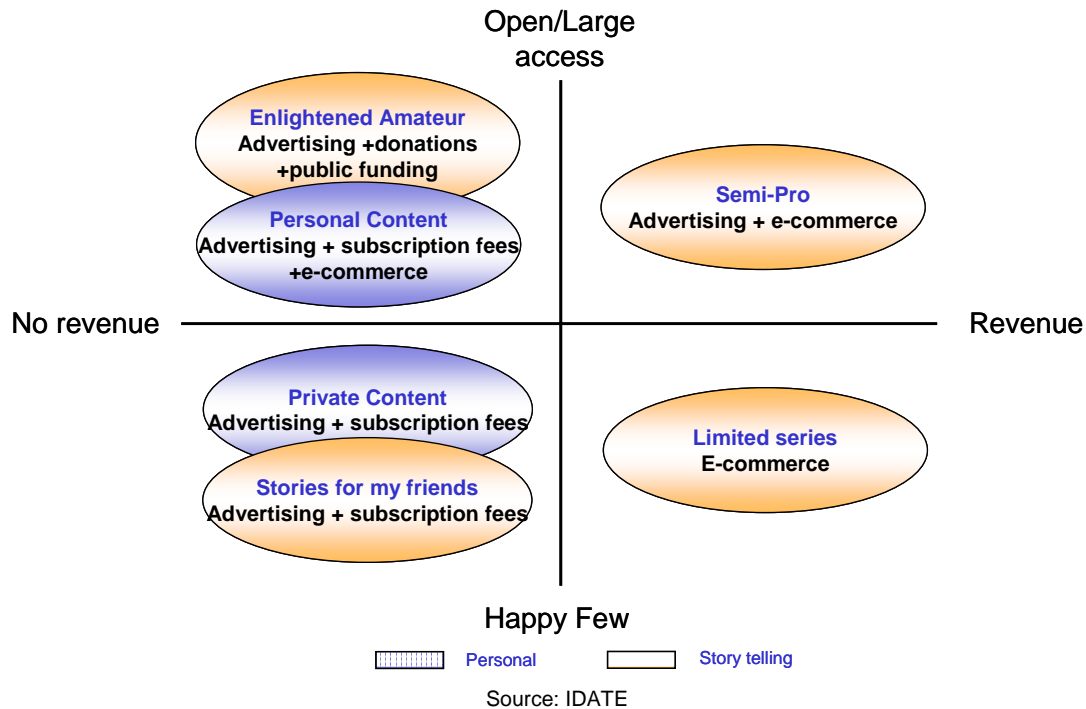 Open/Large
access
Enlightened Amateur
Advertising +donations
+public funding
Personal Content
Advertising + subscription fees
+e-commerce
Semi-Pro
Advertising + e-commerce
No revenue
Revenue
Private Content
Advertising + subscription fees
Stories for my friends
Advertising + subscription fees
Limited series
E-commerce
Happy Few
Personal
Story telling
Source: IDATE